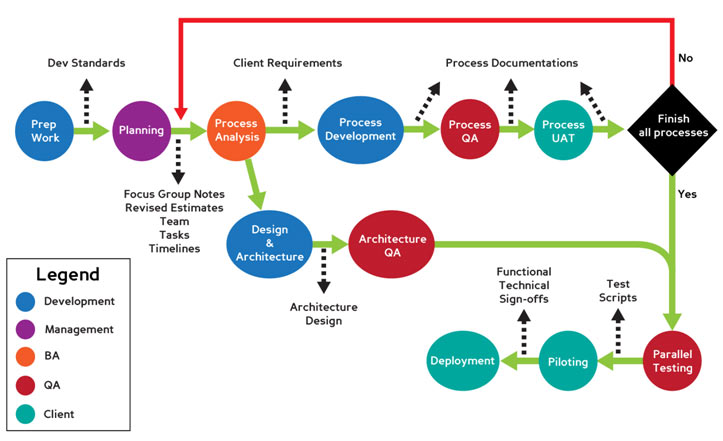 No
Dev Standards
Client Requirements
Process Documentations
Prep
Work
Planning
Process
Analysis
Process
Development
Process
QA
Process
UAT
Finish
all processes
Yes
Focus Group Notes
Revised Estimates
Team
Tasks
Timelines
Design
&
Architecture
Architecture
QA
Architecture
Design
Functional
Technical
Sign-offs
Test
Scripts
Deployment
Piloting
Parallel
Testing
Legend
Development
Management
BA
QA
Client